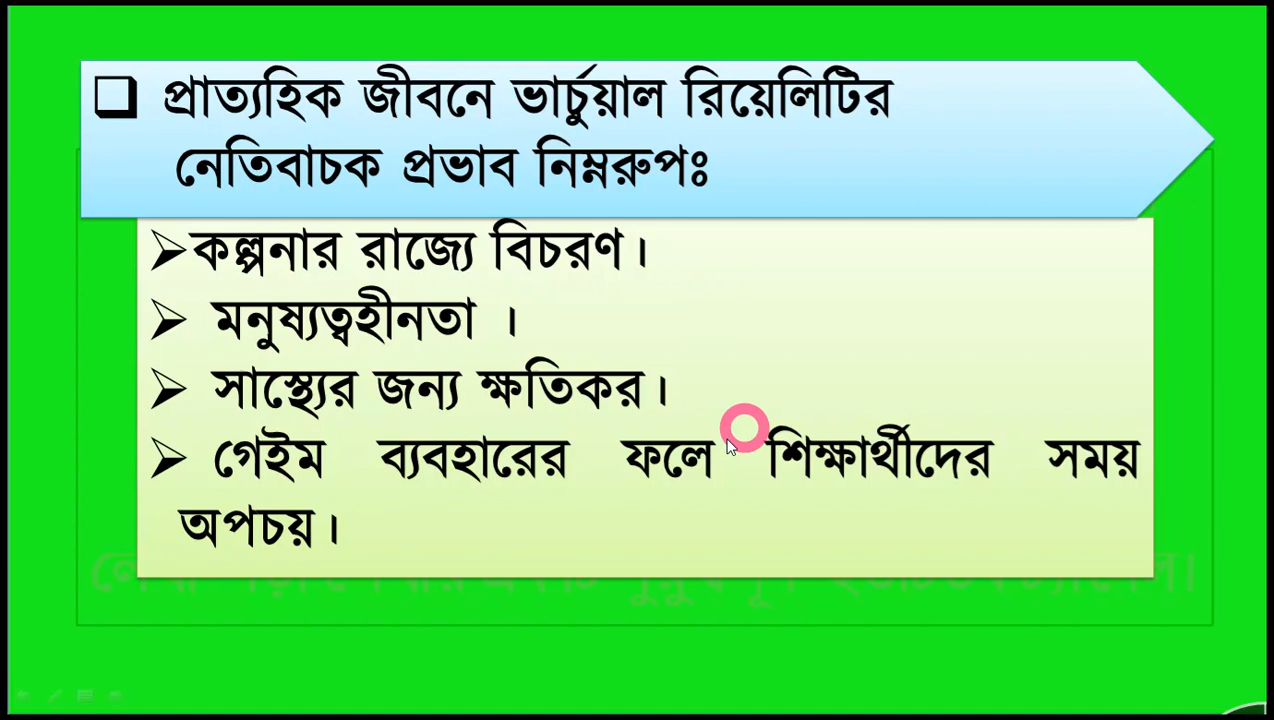 প্রাত্যহিক জীবনে ভার্চুয়াল রিয়েলিটির
নেতিবাচক প্রভাব নিম্নরুপঃ
কল্পনার রাজ্যে বিচরণ।
মনুষ্যত্বহীনতা ।
সাস্থ্যের জন্য ক্ষতিকর।
গেইম ব্যবহারের ফলে শিক্ষার্থীদের সময়
অপচয়।